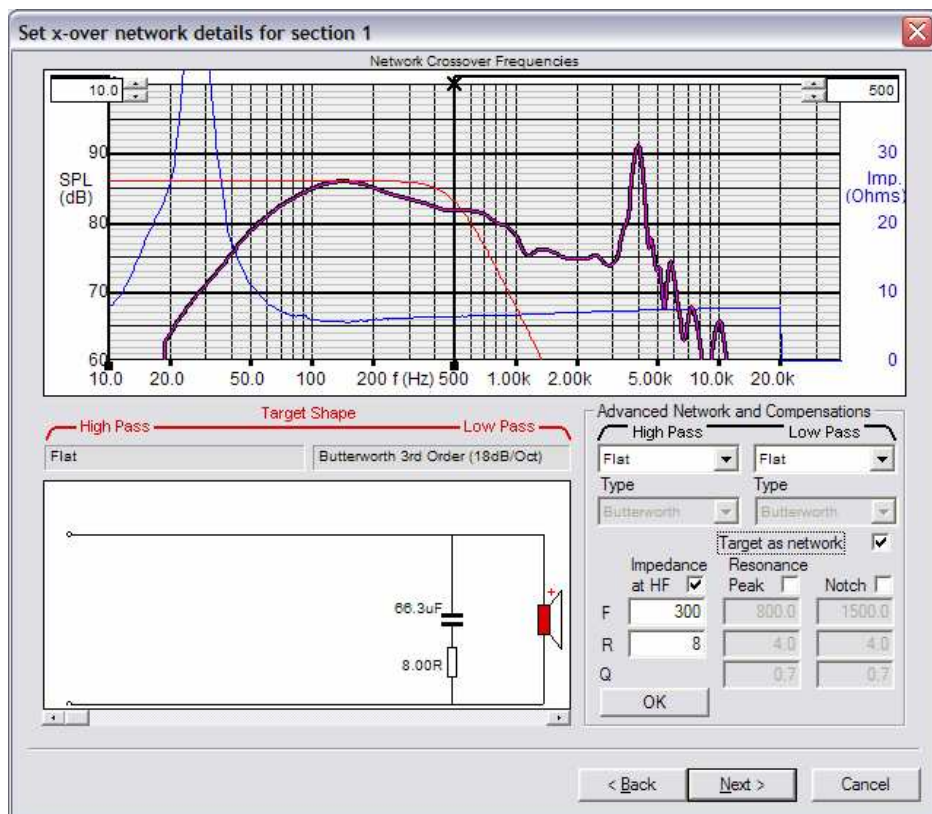 Set x-over network details for section 1
Network Crossover Frequencies
10.0
500
90
80
70
60
SPL
(dB)
30
Imp.
(Ohms)
20
10
0
10.0 20.0 50.0 100 200 f (Hz) 500 1.00k 2.00k 5.00k 10.0k 20.0k
Target Shape
High Pass Low Pass
Flat Butterworth 3rd Order (18dB/Oct)
66.3uF
8.00R
+
Advanced Network and Compensations
High Pass Low Pass
Flat Flat
Type Type
Butterworth Butterworth
Target as network
Impedance Resonance
at HF Peak Notch
F 300 800.0 1500.0
R 8 4.0 4.0
Q 0.7 0.7
OK
< Back Next > Cancel